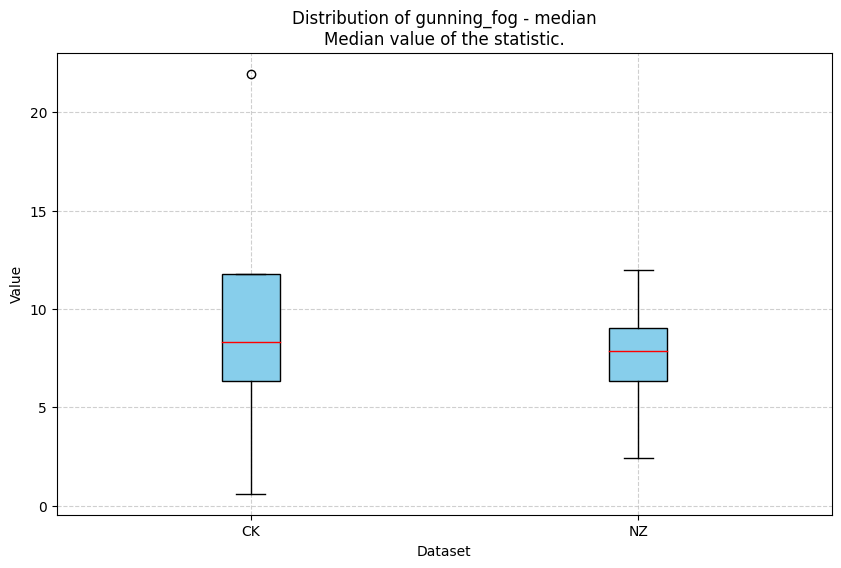 Distribution of gunning_fog - median
Median value of the statistic.
Value
20
15
10
5
0
CK
NZ
Dataset